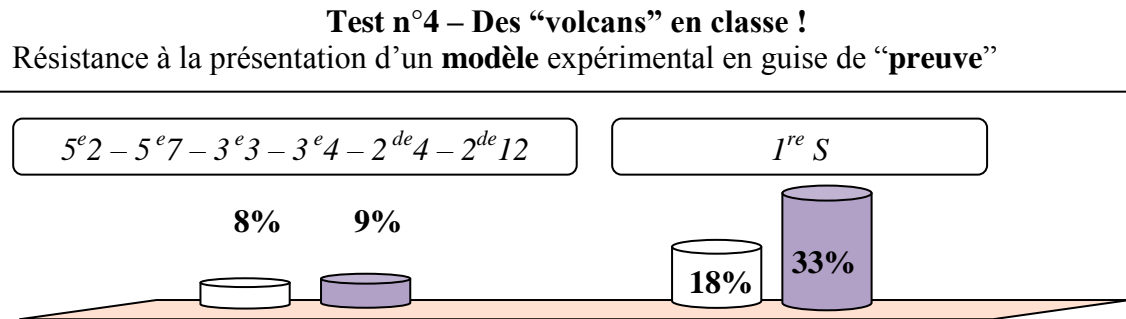 Test n°4 – Des “volcans” en classe !
Résistance à la présentation d’un modèle expérimental en guise de “preuve”
5e2 – 5e7 – 3e3 – 3e4 – 2de4 – 2de12
1re S
8% 9%
18% 33%